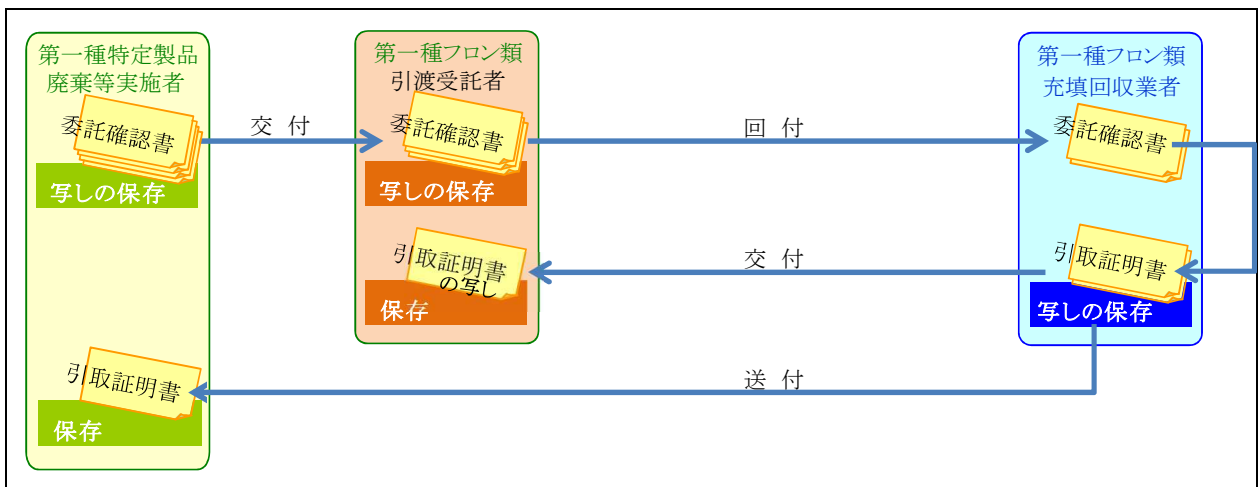 第一種特定製品
廃棄等実施者
委託確認書
写しの保存
交 付
第一種フロン類
引渡受託者
委託確認書
写しの保存
回 付
第一種フロン類
充填回収業者
委託確認書
引取証明書
の写し
保存
交 付
引取証明書
写しの保存
引取証明書
保存
送 付